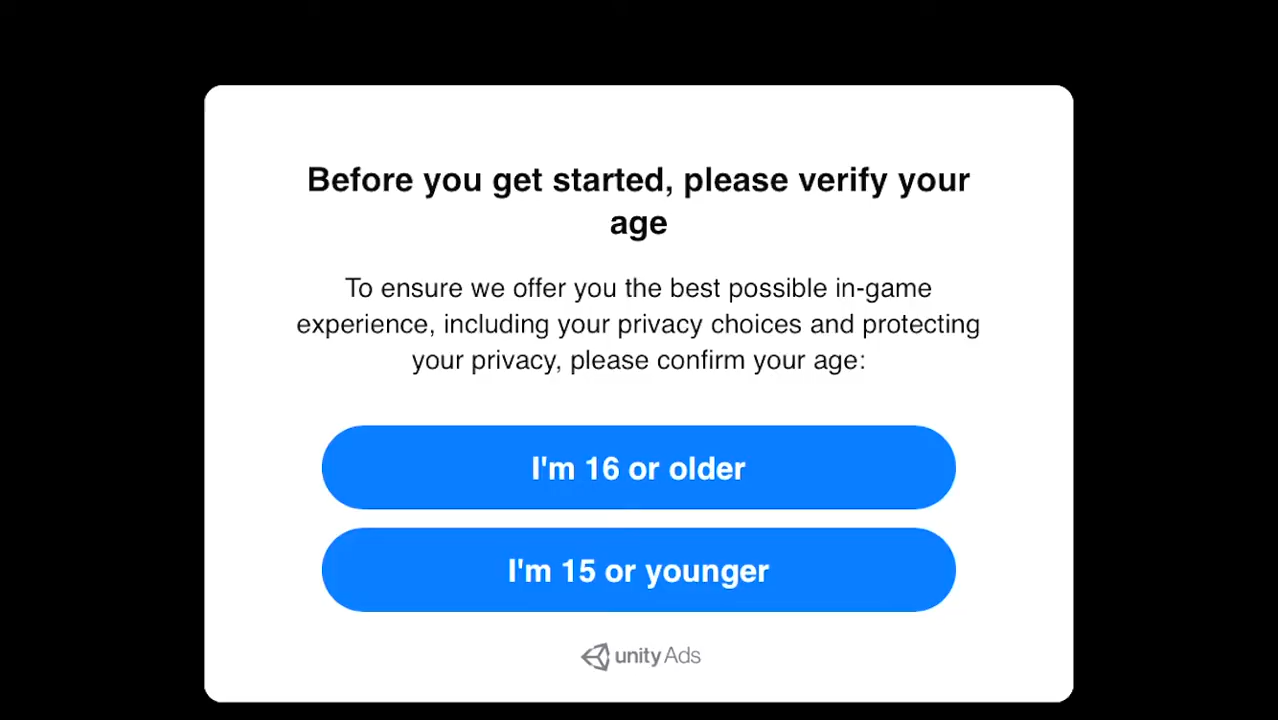 Before you get started, please verify your
age
To ensure we offer you the best possible in-game
experience, including your privacy choices and protecting
your privacy, please confirm your age:
I'm 16 or older
I'm 15 or younger
unity Ads